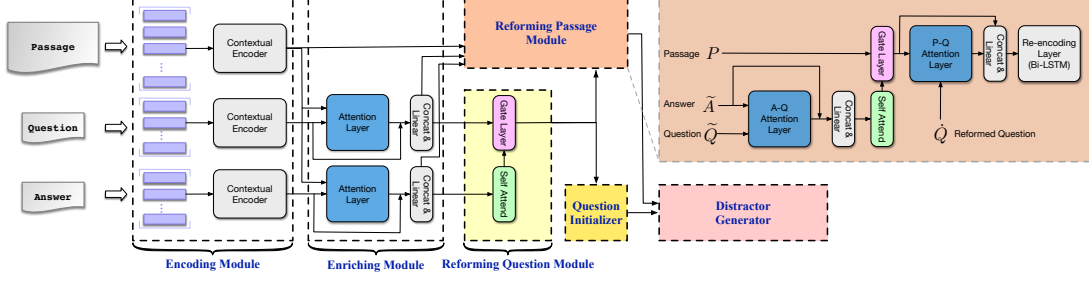 Passage
Question
Answer
Contextual
Encoder
Contextual
Encoder
Contextual
Encoder
Encoding Module
Attention
Layer
Concat &
Linear
Attention
Layer
Concat &
Linear
Enriching Module
Reforming Passage
Module
Gate Layer
Self Attend
Reforming Question Module
Question
Initializer
Distractor
Generator
Passage P
Answer Ã
Question Q̃
A-Q
Attention
Layer
Concat &
Linear
Self Attend
Gate Layer
P-Q
Attention
Layer
Concat &
Linear
Re-encoding
Layer
(Bi-LSTM)
Q̇ Reformed Question